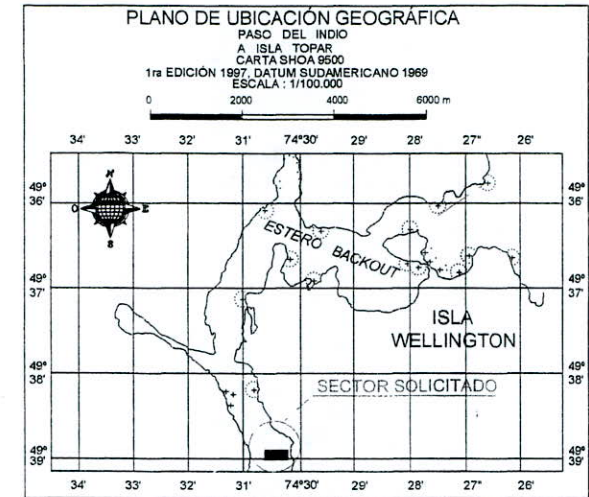 PLANO DE UBICACIÓN GEOGRÁFICA
PASO DEL INDIO
A ISLA TOPAR
CARTA SHOA 9500
1ra EDICIÓN 1997, DATUM SUDAMERICANO 1969
ESCALA : 1/100.000
0 2000 4000 6000 m
34' 33' 32' 31' 74°30' 29' 28' 27° 26'
49° 36' 49° 36'
N
O
S
ESTERO BACKOUT
37' 37'
ISLA
WELLINGTON
49° 38' 49° 38'
SECTOR SOLICITADO
49° 39' 49° 39'
34' 33' 32' 31' 74°30' 29' 28' 27' 26'